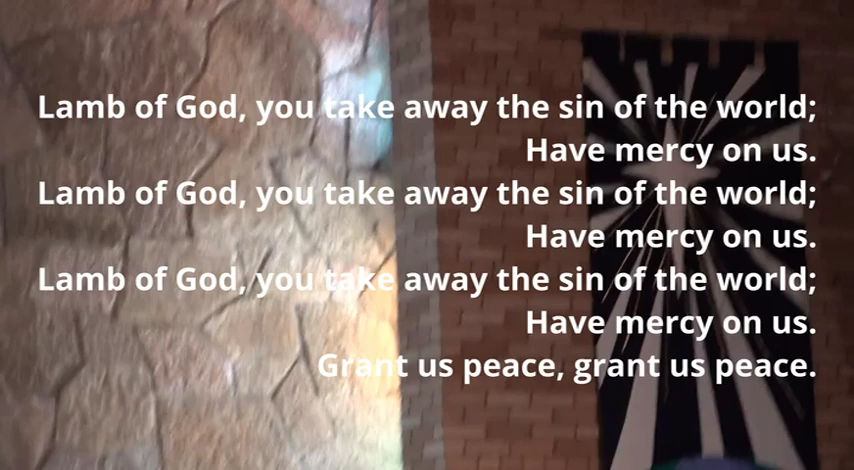 Lamb of God, you take away the sin of the world;
Have mercy on us.
Lamb of God, you take away the sin of the world;
Have mercy on us.
Lamb of God, you take away the sin of the world;
Have mercy on us.
Grant us peace, grant us peace.